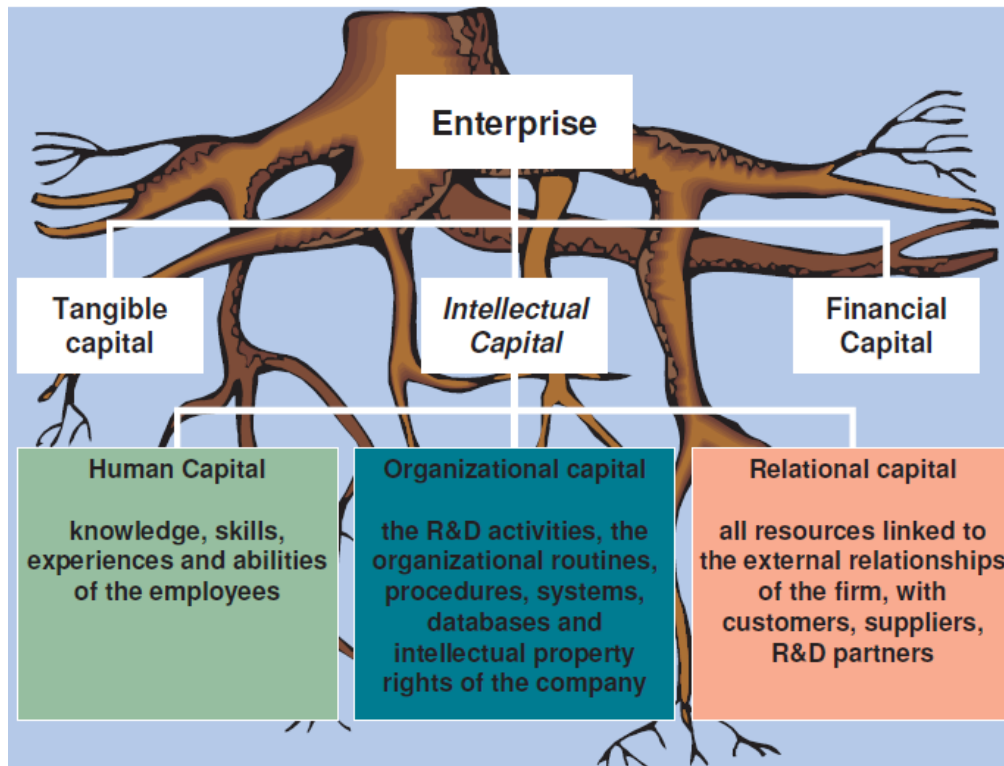 Enterprise
Tangible
capital
Intellectual
Capital
Financial
Capital
Human Capital
knowledge, skills,
experiences and abilities
of the employees
Organizational capital
the R&D activities, the
organizational routines,
procedures, systems,
databases and
intellectual property
rights of the company
Relational capital
all resources linked to
the external relationships
of the firm, with
customers, suppliers,
R&D partners